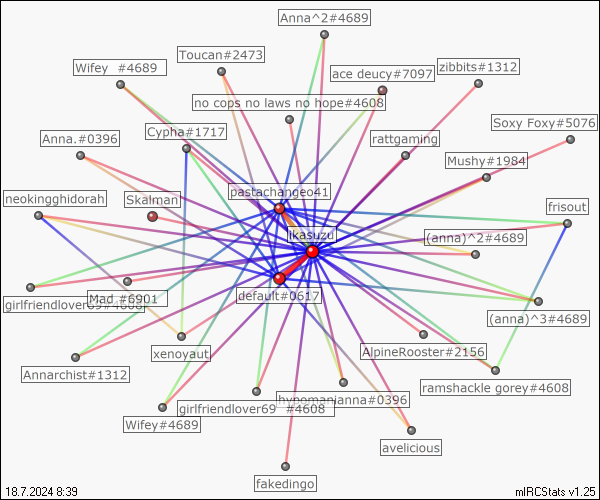 Anna^2#4689
Toucan#2473
Wifey  #4689
ace deucy#7097
zibbits#1312
no cops no laws no hope#4608
Soxy Foxy#5076
Cypha#1717
Anna.#0396
rattgaming
Mushy#1984
pastachangeo41
neokingghidorah
Skalman
frisout
jkasuzu
(anna)^2#4689
default#0617
Mad #6901
girlfriendlover69 #4608
(anna)^3#4689
xenoyaut
AlpineRooster#2156
Annarchist#1312
ramshackle gorey#4608
hypomanianna#0396
girlfriendlover69  #4608
Wifey#4689
avelicious
fakedingo
18.7.2024 8:39
mIRCStats v1.25